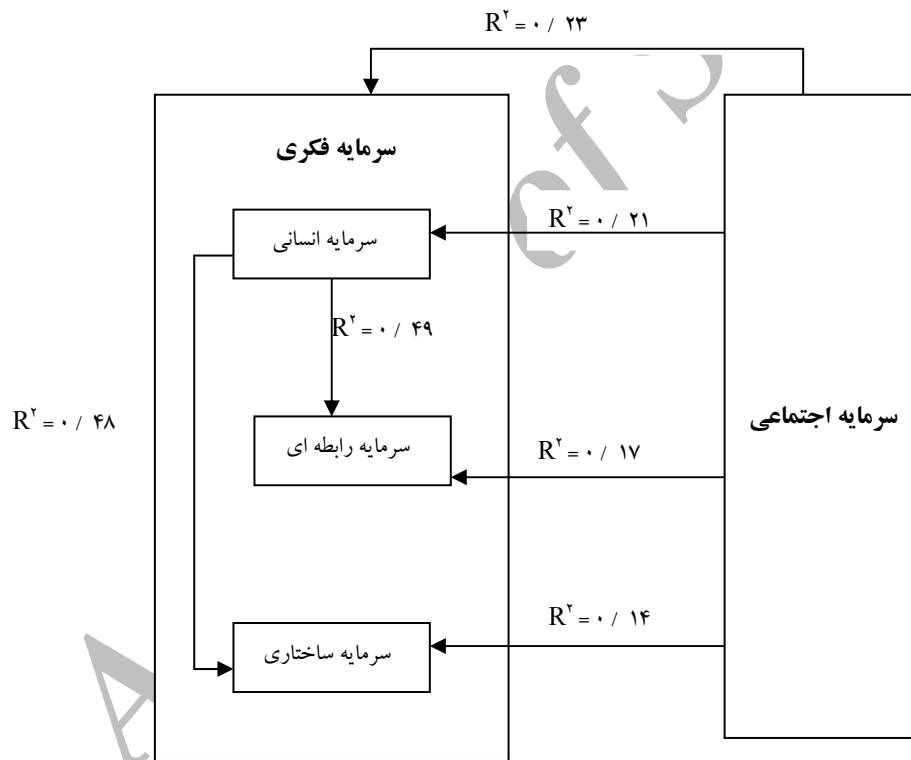 R² = ۰ / ۲۳
سرمایه فکری
سرمایه انسانی
R² = ۰ / ۲۱
R² = ۰ / ۴۹
R² = ۰ / ۴۸
سرمایه رابطه ای
R² = ۰ / ۱۷
سرمایه اجتماعی
سرمایه ساختاری
R² = ۰ / ۱۴